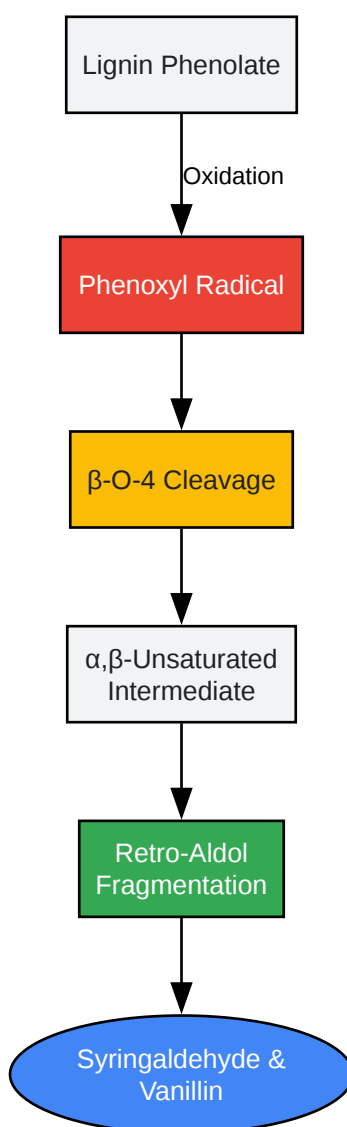 Lignin Phenolate
Oxidation
Phenoxyl Radical
β-O-4 Cleavage
α,β-Unsaturated
Intermediate
Retro-Aldol
Fragmentation
Syringaldehyde &
Vanillin